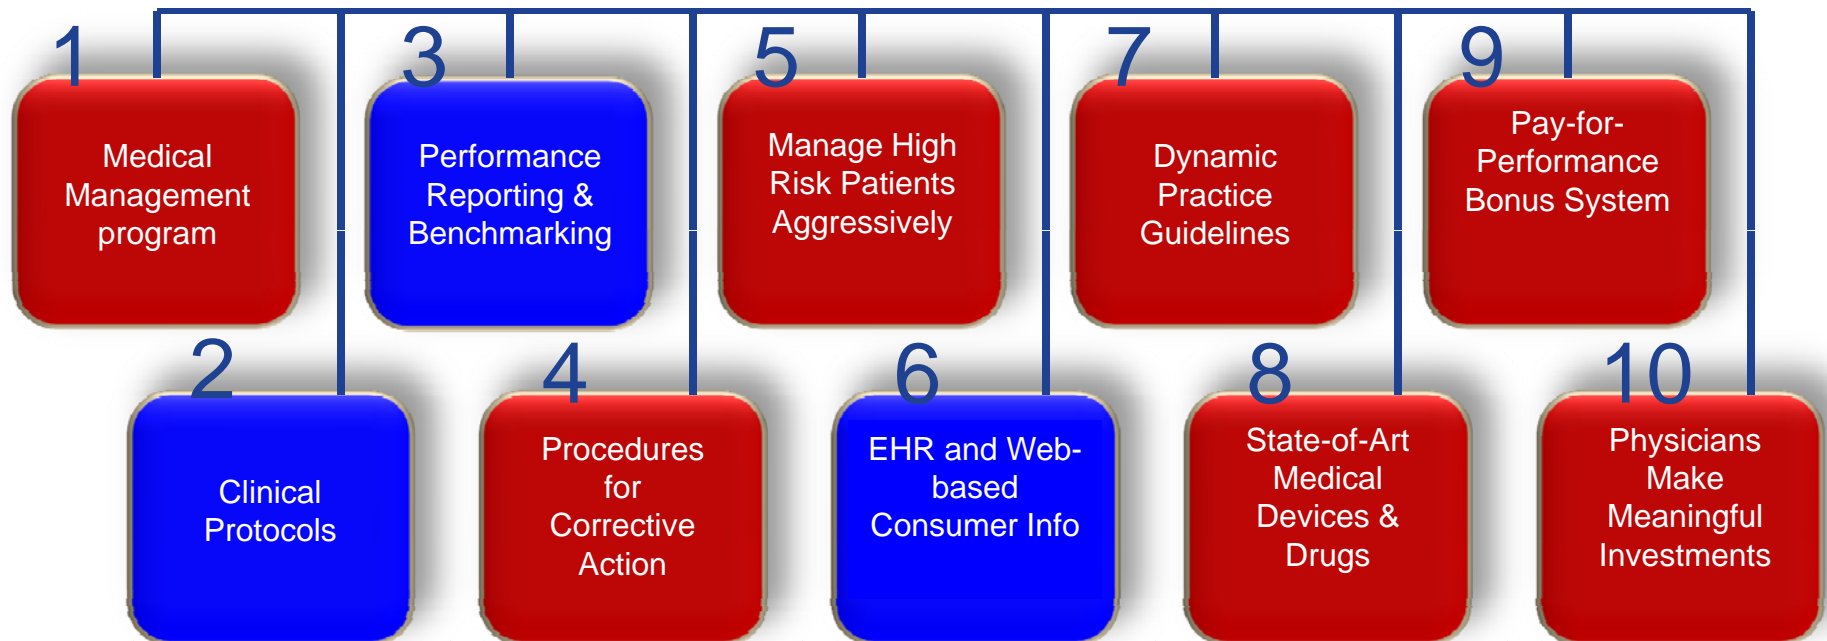 1
Medical
Management
program
2
Clinical
Protocols
3
Performance
Reporting &
Benchmarking
4
Procedures
for
Corrective
Action
5
Manage High
Risk Patients
Aggressively
6
EHR and Web-
based
Consumer Info
7
Dynamic
Practice
Guidelines
8
State-of-Art
Medical
Devices &
Drugs
9
Pay-for-
Performance
Bonus System
10
Physicians
Make
Meaningful
Investments